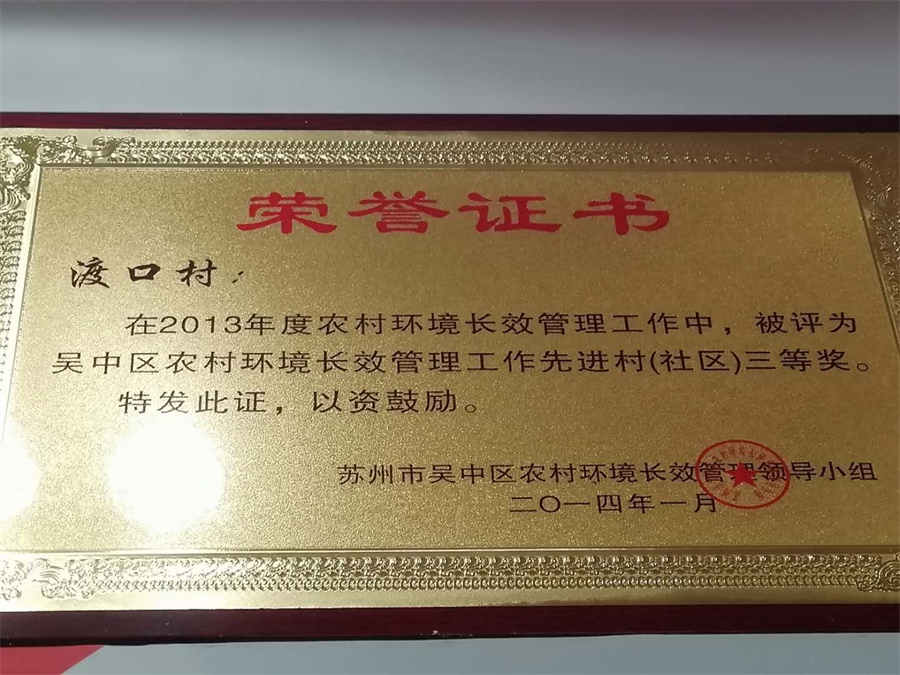 荣誉证书
渡口村：
在2013年度农村环境长效管理工作中，被评为
吴中区农村环境长效管理工作先进村(社区)三等奖。
特发此证，以资鼓励。
苏州市吴中区农村环境长效管理领导小组
二〇一四年一月